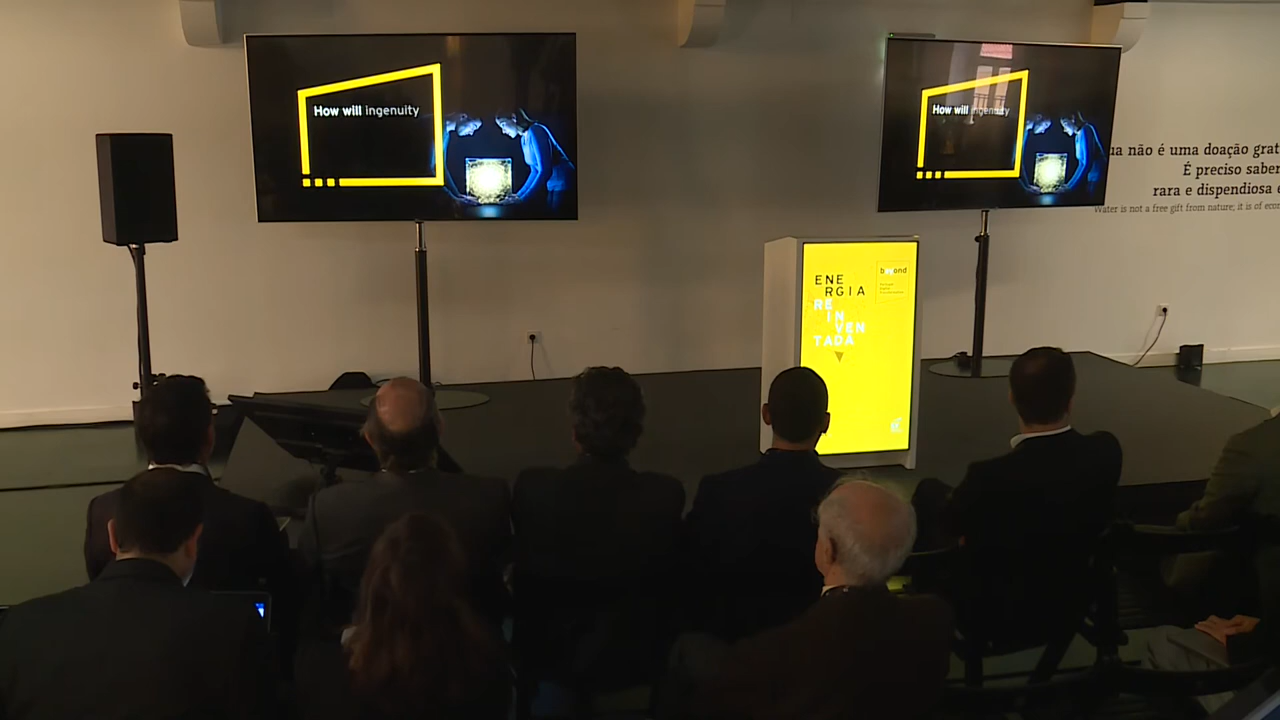 How will ingenuity
How will ingenuity
ua não é uma doação grat
É preciso saber
rara e dispendiosa e
Water is not a free gift from nature; it is of econ
beyond
ENE
RGIA
RE
IN
VEN
TADA